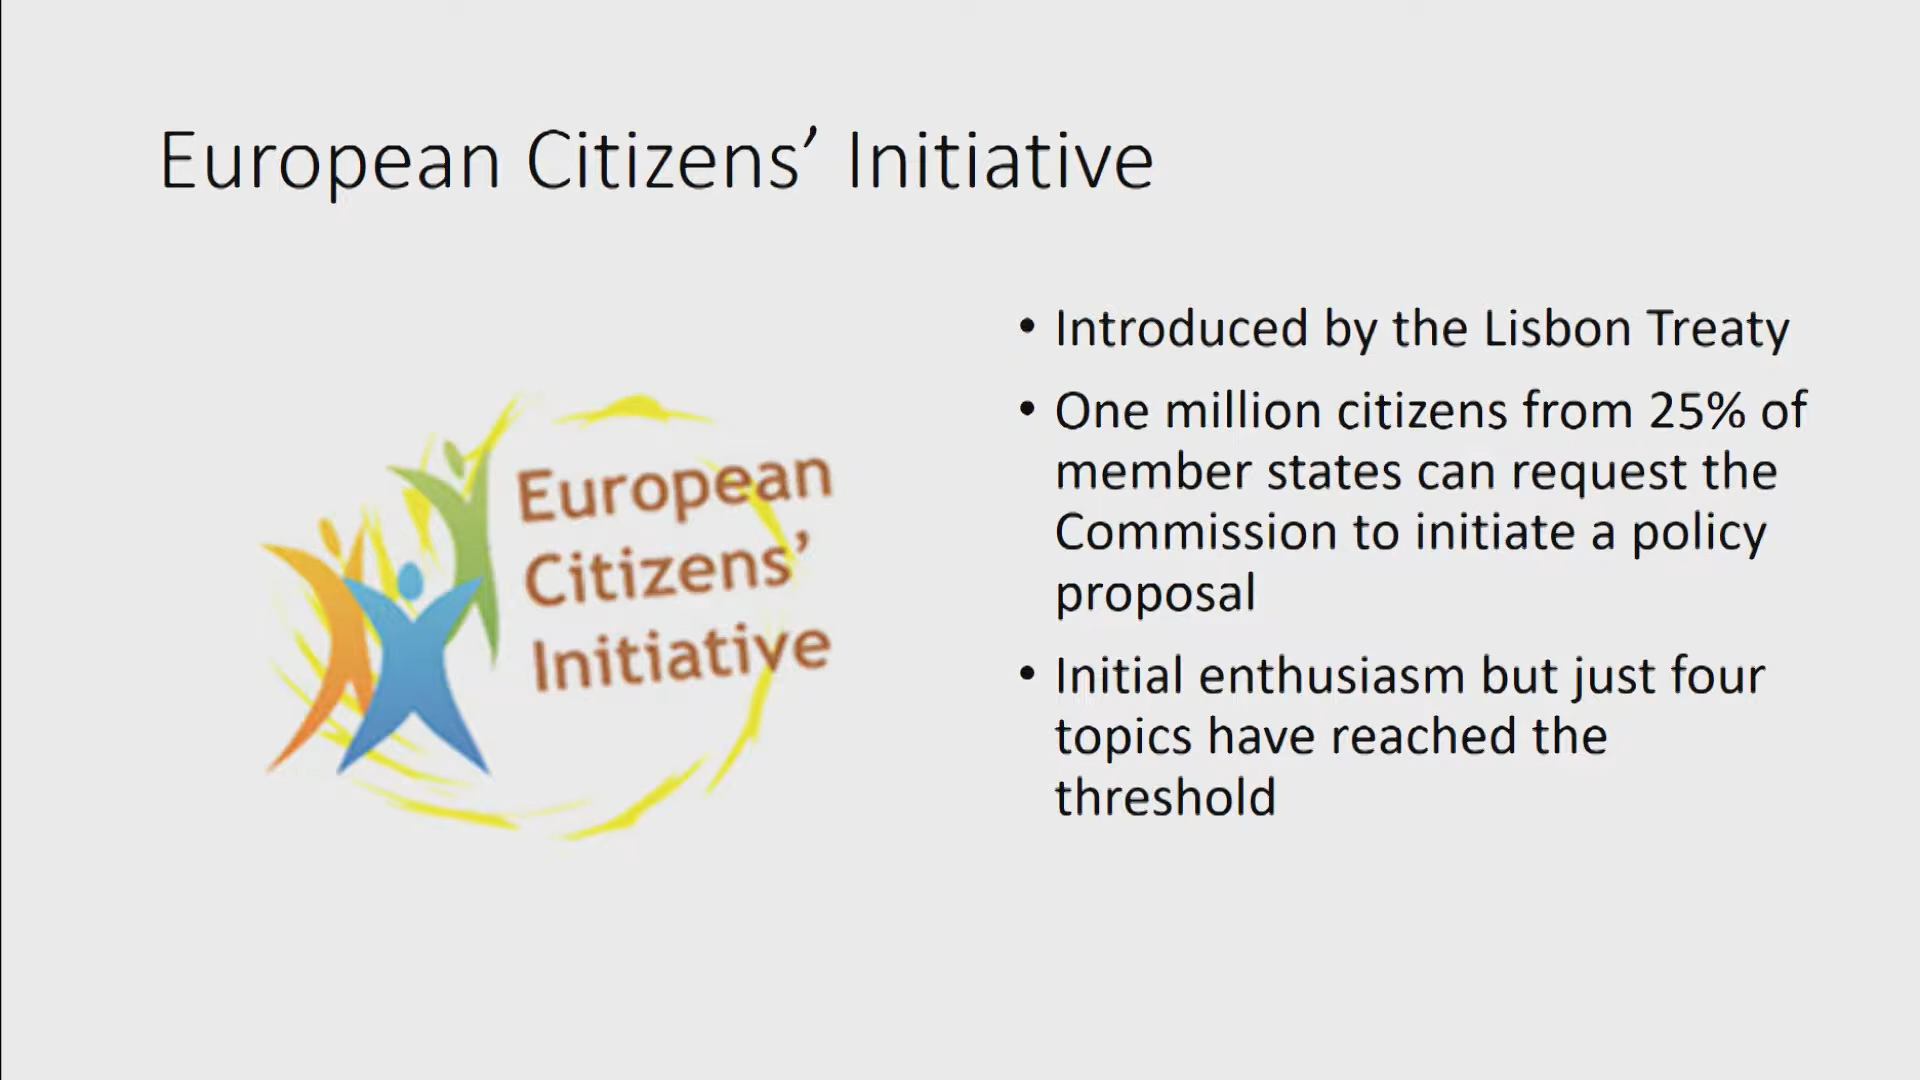 European Citizens’ Initiative
European
Citizens’
Initiative
• Introduced by the Lisbon Treaty
• One million citizens from 25% of
member states can request the
Commission to initiate a policy
proposal
• Initial enthusiasm but just four
topics have reached the
threshold